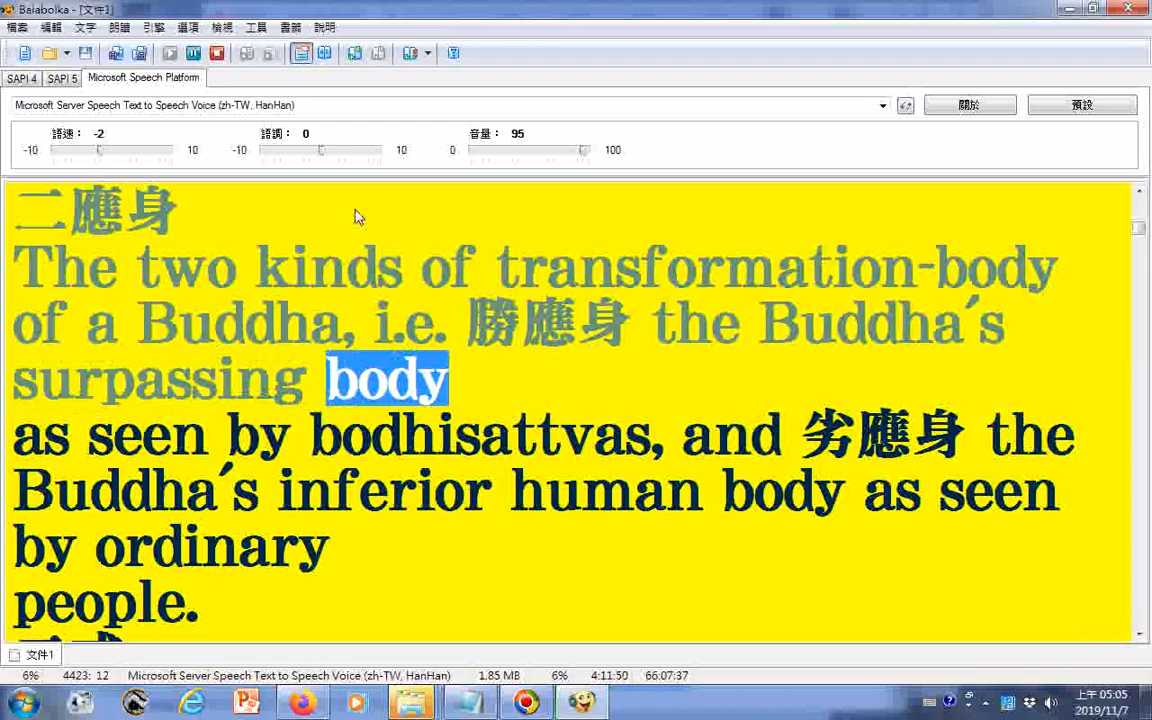 Balabolka - [文件1]
檔案 編輯 文字 朗讀 引擎 選項 檢視 工具 書籤 說明
SAPI 4 SAPI 5 Microsoft Speech Platform
Microsoft Server Speech Text to Speech Voice (zh-TW, HanHan) 關於 預設
語速： -2 語調： 0 音量： 95
-10 10 -10 10 0 100
二應身
The two kinds of transformation-body
of a Buddha, i.e. 勝應身 the Buddha's
surpassing body
as seen by bodhisattvas, and 劣應身 the
Buddha's inferior human body as seen
by ordinary
people.
文件1
6% 4423: 12 Microsoft Server Speech Text to Speech Voice (zh-TW, HanHan) 1.85 MB 6% 4:11:50 66:07:37
上午 05:05
2019/11/7